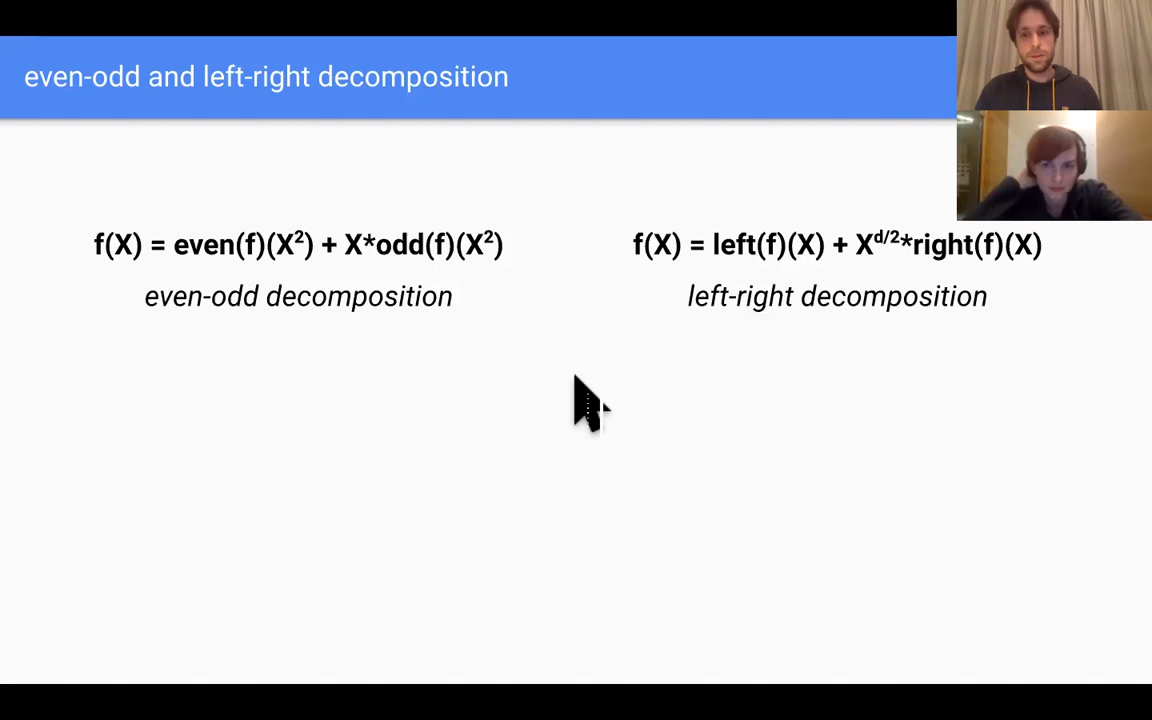 even-odd and left-right decomposition
f(X) = even(f)(X²) + X*odd(f)(X²)
even-odd decomposition
f(X) = left(f)(X) + X^d/2*right(f)(X)
left-right decomposition